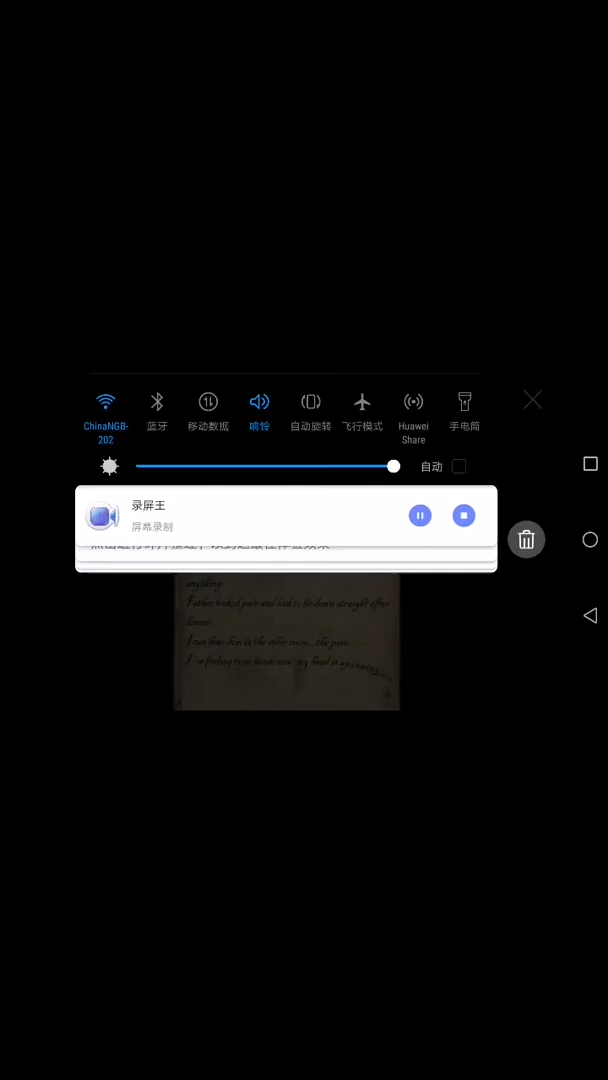 ChinaNGB-202
蓝牙
移动数据
响铃
自动旋转
飞行模式
Huawei Share
手电筒
自动
录屏王
屏幕录制
anything
Father looked pale and had to lie down straight after
dinner
I can hear him in the other room...the poor
I'm feeling very drow now, my head is spinning